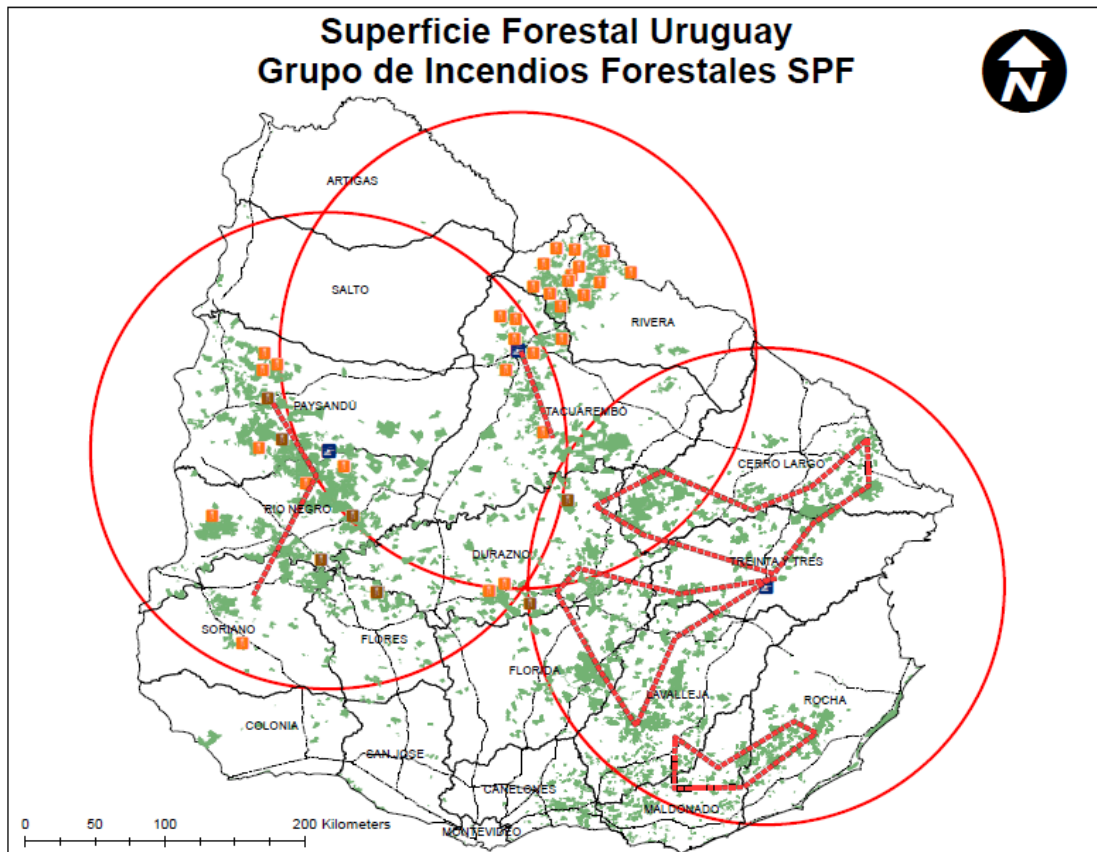 Superficie Forestal Uruguay
Grupo de Incendios Forestales SPF
N
ARTIGAS
SALTO
RIVERA
PAYSANDÚ
TACUAREMBÓ
CERRO LARGO
RIO NEGRO
DURAZNO
TREINTA Y TRES
SORIANO
FLORES
FLORIDA
LAVALLEJA
ROCHA
COLONIA
SAN JOSE
CANELONES
MALDONADO
MONTEVIDEO
0 50 100 200 Kilometers